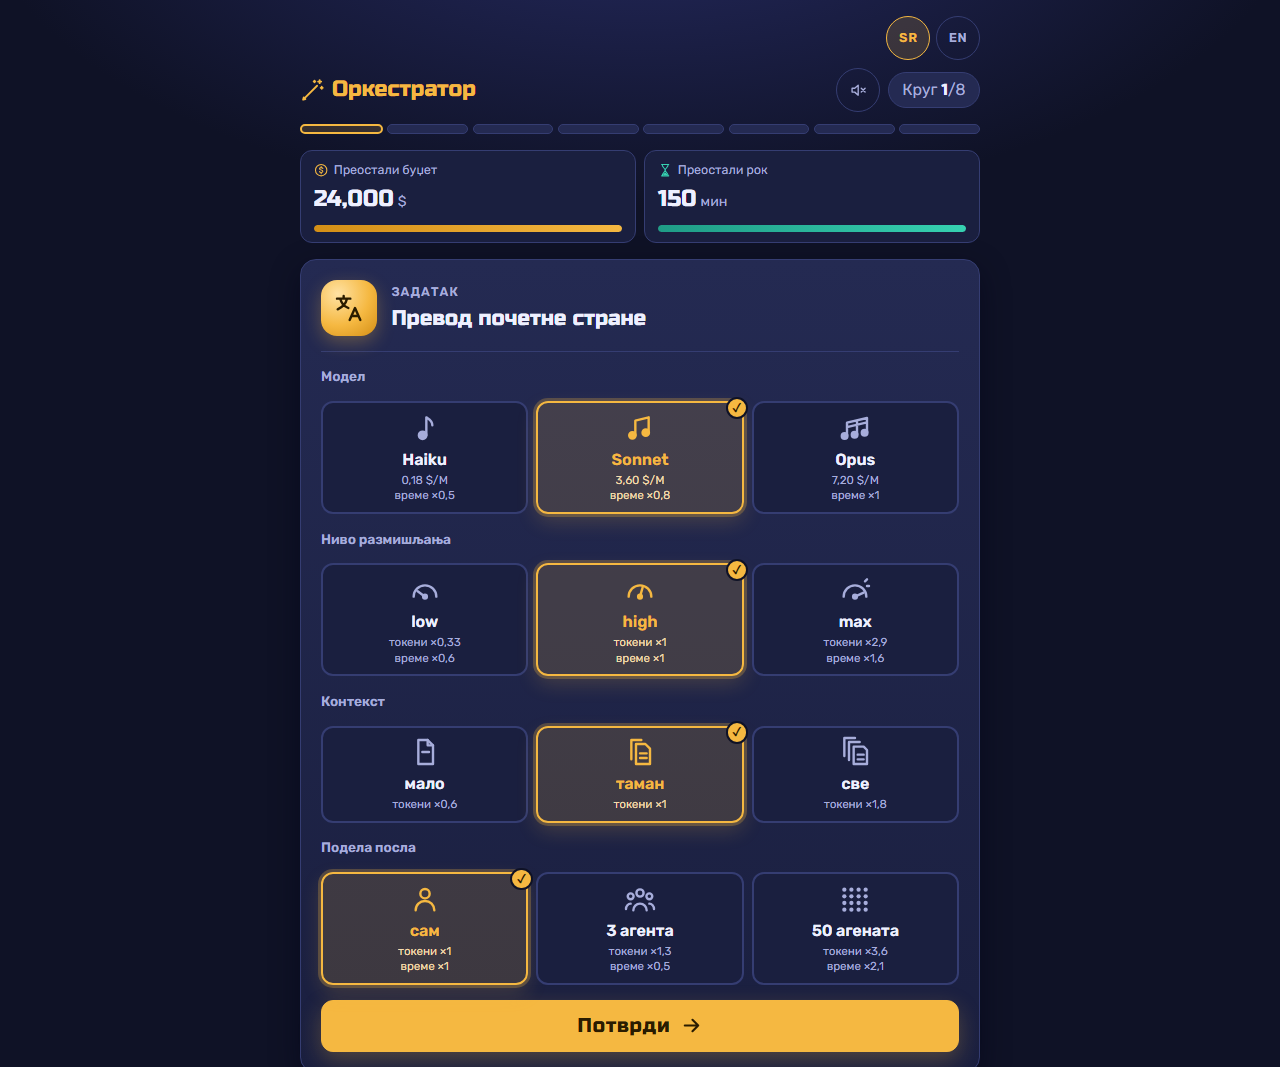 SR EN
Оркестратор
Круг 1/8
Преостали буџет
24,000 $
Преостали рок
150 мин
ЗАДАТАК
Превод почетне стране
Модел
Haiku
0,18 $/М
време ×0,5
Sonnet
3,60 $/М
време ×0,8
Opus
7,20 $/М
време ×1
Ниво размишљања
low
токени ×0,33
време ×0,6
high
токени ×1
време ×1
max
токени ×2,9
време ×1,6
Контекст
мало
токени ×0,6
таман
токени ×1
све
токени ×1,8
Подела посла
сам
токени ×1
време ×1
3 агента
токени ×1,3
време ×0,5
50 агената
токени ×3,6
време ×2,1
Потврди →